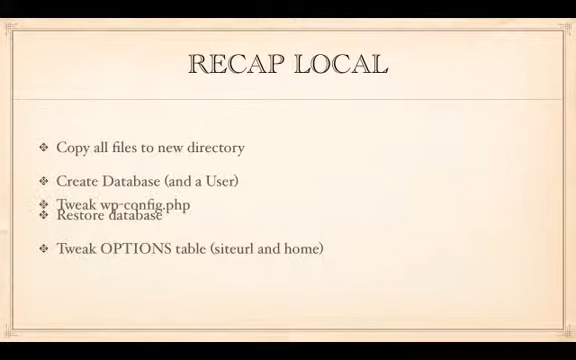 RECAP LOCAL
Copy all files to new directory
Create Database (and a User)
Tweak wp-config.php
Restore database
Tweak OPTIONS table (siteurl and home)